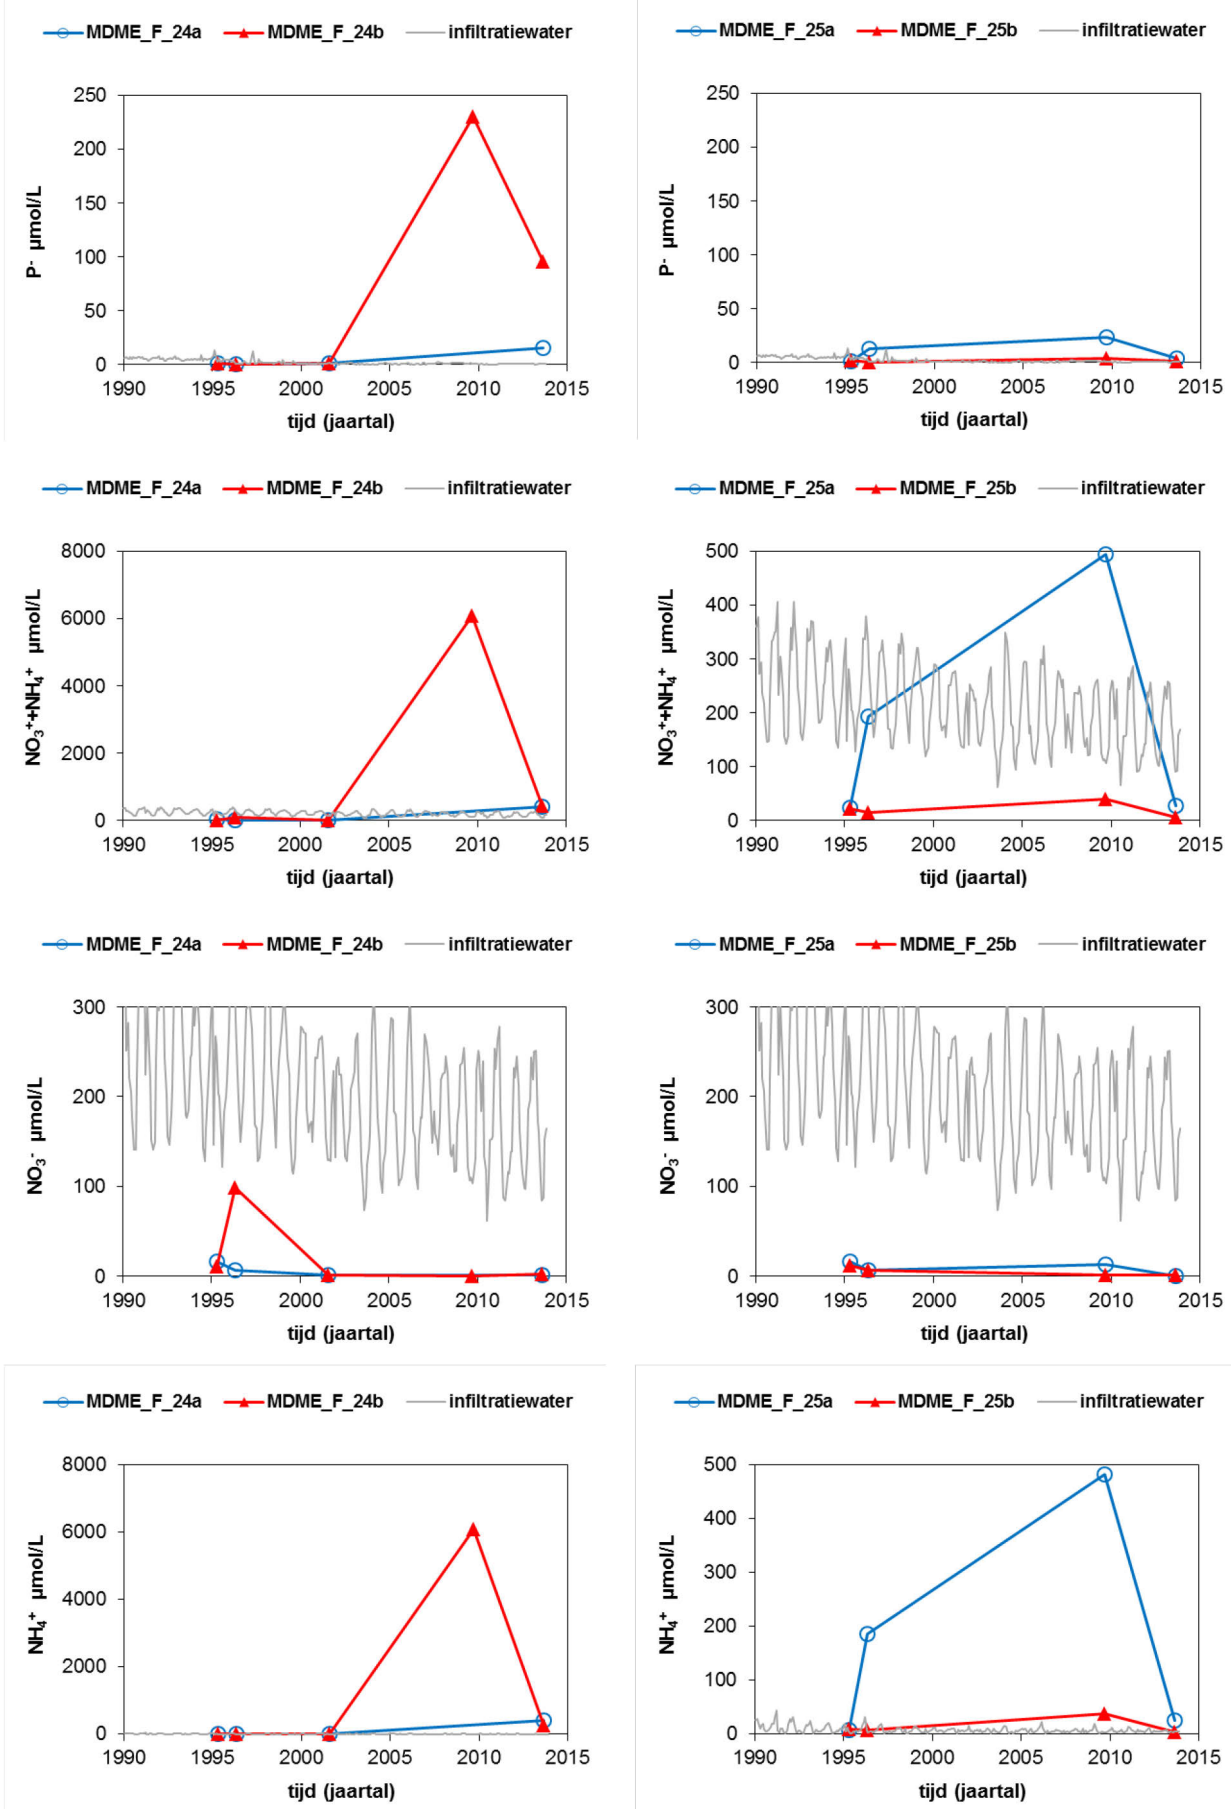 MDME_F_24a MDME_F_24b infiltratiewater
250
200
150
100
50
0
P- µmol/L
1990 1995 2000 2005 2010 2015
tijd (jaartal)
MDME_F_25a MDME_F_25b infiltratiewater
250
200
150
100
50
0
P- µmol/L
1990 1995 2000 2005 2010 2015
tijd (jaartal)
MDME_F_24a MDME_F_24b infiltratiewater
8000
6000
4000
2000
0
NO₃⁺+NH₄⁺ µmol/L
1990 1995 2000 2005 2010 2015
tijd (jaartal)
MDME_F_25a MDME_F_25b infiltratiewater
500
400
300
200
100
0
NO₃⁺+NH₄⁺ µmol/L
1990 1995 2000 2005 2010 2015
tijd (jaartal)
MDME_F_24a MDME_F_24b infiltratiewater
300
200
100
0
NO₃⁻ µmol/L
1990 1995 2000 2005 2010 2015
tijd (jaartal)
MDME_F_25a MDME_F_25b infiltratiewater
300
200
100
0
NO₃⁻ µmol/L
1990 1995 2000 2005 2010 2015
tijd (jaartal)
MDME_F_24a MDME_F_24b infiltratiewater
8000
6000
4000
2000
0
NH₄⁺ µmol/L
1990 1995 2000 2005 2010 2015
tijd (jaartal)
MDME_F_25a MDME_F_25b infiltratiewater
500
400
300
200
100
0
NH₄⁺ µmol/L
1990 1995 2000 2005 2010 2015
tijd (jaartal)